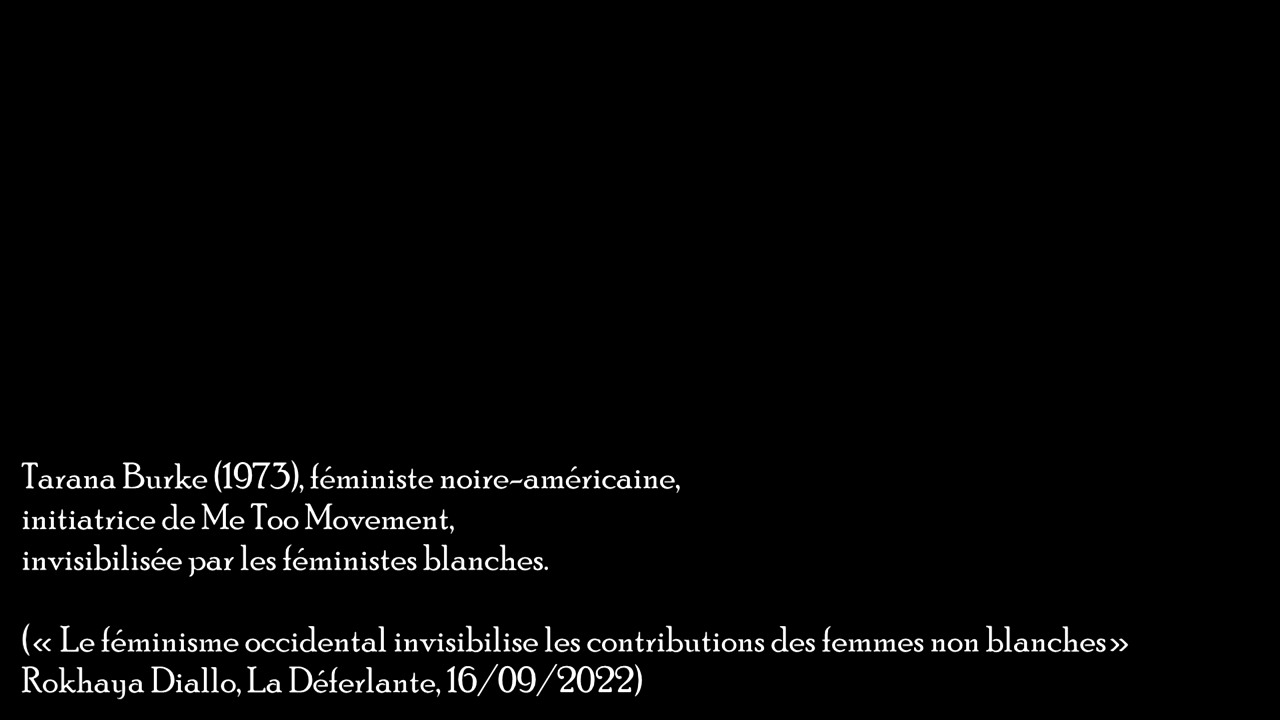 Tarana Burke (1973), féministe noire-américaine,
initiatrice de Me Too Movement,
invisibilisée par les féministes blanches.
(« Le féminisme occidental invisibilise les contributions des femmes non blanches»
Rokhaya Diallo, La Déferlante, 16/09/2022)